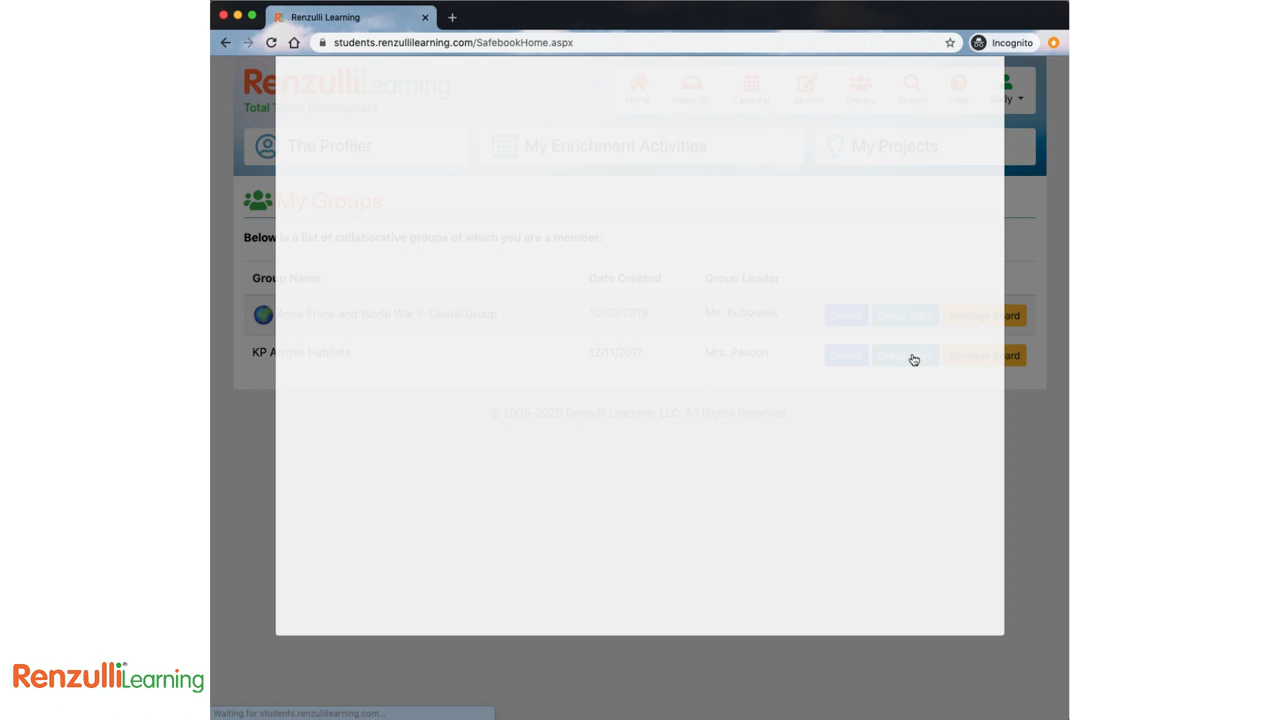 Renzulli Learning
students.renzullilearning.com/SafebookHome.aspx
Incognito
RenzulliLearning
Total Talent Development
Home
Inbox (8)
Calendar
Journal
Groups
Search
Help
Sally
The Profiler
My Enrichment Activities
My Projects
My Groups
Below is a list of collaborative groups of which you are a member:
Group Name Date Created Group Leader
Anne Frank and World War II: Global Group 10/30/2019 Ms. Kubousek Details Global Wall Message Board
KP Animal Habitats 12/11/2017 Mrs. Details Message Board
© 2005-2020 Renzulli Learning, LLC. All Rights Reserved.
RenzulliLearning
Waiting for students.renzullilearning.com...